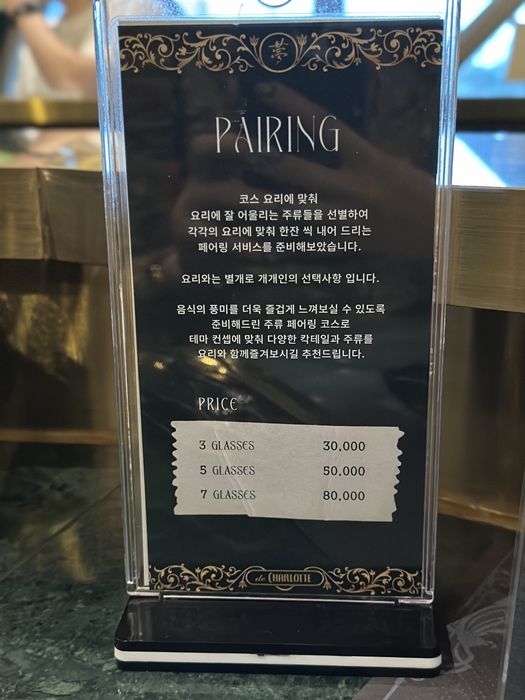 夢
PAIRING
코스 요리에 맞춰
요리에 잘 어울리는 주류들을 선별하여
각각의 요리에 맞춰 한잔 씩 내어 드리는
페어링 서비스를 준비해보았습니다.
요리와는 별개로 개개인의 선택사항 입니다.
음식의 풍미를 더욱 즐겁게 느껴보실 수 있도록
준비해드린 주류 페어링 코스로
테마 컨셉에 맞춰 다양한 칵테일과 주류를
요리와 함께즐겨보시길 추천드립니다.
PRICE
3 GLASSES 30,000
5 GLASSES 50,000
7 GLASSES 80,000
de CHARLOTTE